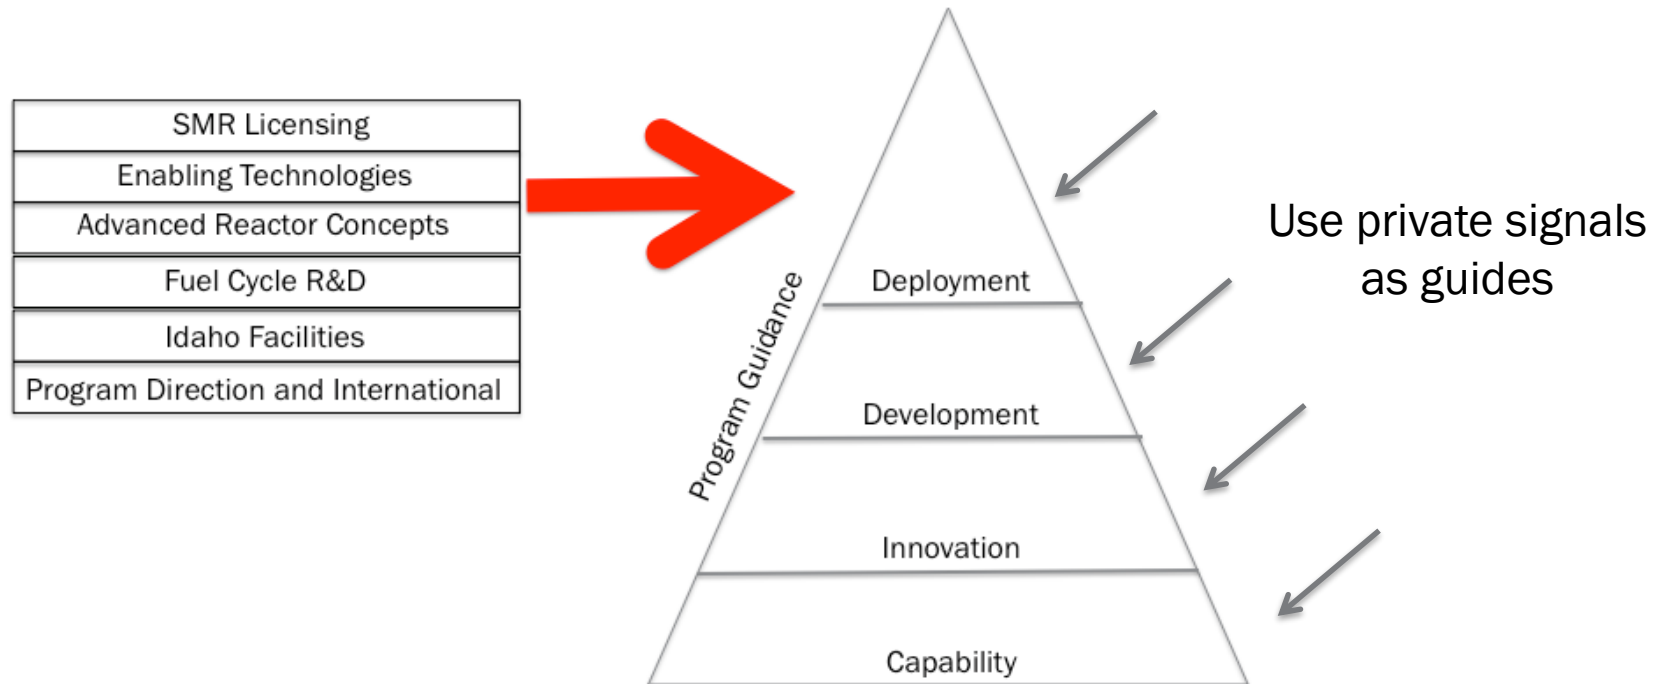 SMR Licensing
Enabling Technologies
Advanced Reactor Concepts
Fuel Cycle R&D
Idaho Facilities
Program Direction and International
Program Guidance
Deployment
Development
Innovation
Capability
Use private signals
as guides